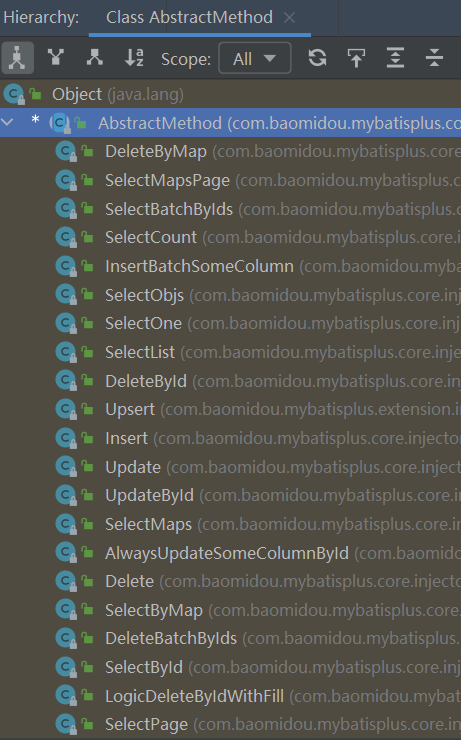 Hierarchy: Class AbstractMethod
Scope: All
Object (java.lang)
* AbstractMethod (com.baomidou.mybatisplus.co
DeleteByMap (com.baomidou.mybatisplus.core
SelectMapsPage (com.baomidou.mybatisplus.
SelectBatchByIds (com.baomidou.mybatisplus.
SelectCount (com.baomidou.mybatisplus.core.i
InsertBatchSomeColumn (com.baomidou.myba
SelectObjs (com.baomidou.mybatisplus.core.in
SelectOne (com.baomidou.mybatisplus.core.in
SelectList (com.baomidou.mybatisplus.core.inje
DeleteById (com.baomidou.mybatisplus.core.in
Upsert (com.baomidou.mybatisplus.extension.i
Insert (com.baomidou.mybatisplus.core.injector
Update (com.baomidou.mybatisplus.core.inject
UpdateById (com.baomidou.mybatisplus.core.i
SelectMaps (com.baomidou.mybatisplus.core.i
AlwaysUpdateSomeColumnById (com.baomido
Delete (com.baomidou.mybatisplus.core.injecto
SelectByMap (com.baomidou.mybatisplus.core
DeleteBatchByIds (com.baomidou.mybatisplus.
SelectById (com.baomidou.mybatisplus.core.inj
LogicDeleteByIdWithFill (com.baomidou.mybat
SelectPage (com.baomidou.mybatisplus.core.in